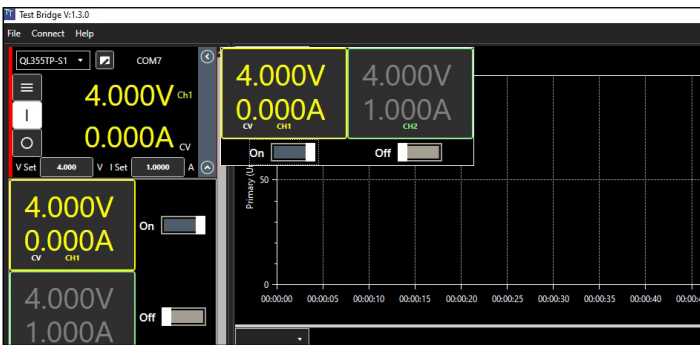 TT Test Bridge V:1.3.0
File Connect Help
QL355TP-S1 COM7
4.000V Ch1
0.000A CV
V Set 4.000 V I Set 1.0000 A
4.000V
0.000A
CV CH1
On
4.000V
1.000A
Off
4.000V
0.000A
CV CH1
4.000V
1.000A
CH2
On
Off
50
0
00:00:00 00:00:05 00:00:10 00:00:15 00:00:20 00:00:25 00:00:30 00:00:35 00:00:40
Primary